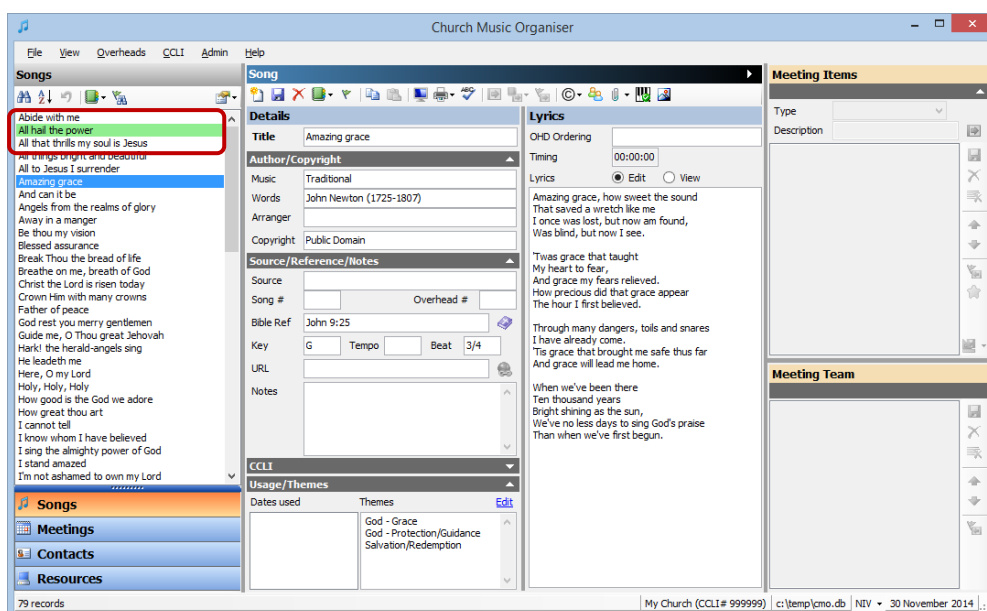 Church Music Organiser
File View Overheads CCLI Admin Help
Songs
Abide with me
All hail the power
All that thrills my soul is Jesus
All things bright and beautiful
All to Jesus I surrender
Amazing grace
And can it be
Angels from the realms of glory
Away in a manger
Be thou my vision
Blessed assurance
Break Thou the bread of life
Breathe on me, breath of God
Christ the Lord is risen today
Crown Him with many crowns
Father of peace
God rest you merry gentlemen
Guide me, O Thou great Jehovah
Hark! the herald-angels sing
He leadeth me
Here, O my Lord
Holy, Holy, Holy
How good is the God we adore
How great thou art
I cannot tell
I know whom I have believed
I sing the almighty power of God
I stand amazed
I'm not ashamed to own my Lord
Songs
Meetings
Contacts
Resources
Song
Details
Title Amazing grace
Author/Copyright
Music Traditional
Words John Newton (1725-1807)
Arranger
Copyright Public Domain
Source/Reference/Notes
Source
Song # Overhead #
Bible Ref John 9:25
Key G Tempo Beat 3/4
URL
Notes
CCLI
Usage/Themes
Dates used Themes Edit
God - Grace
God - Protection/Guidance
Salvation/Redemption
Lyrics
OHD Ordering
Timing 00:00:00
Lyrics Edit View
Amazing grace, how sweet the sound
That saved a wretch like me
I once was lost, but now am found,
Was blind, but now I see.
'Twas grace that taught
My heart to fear,
And grace my fears relieved.
How precious did that grace appear
The hour I first believed.
Through many dangers, toils and snares
I have already come.
'Tis grace that brought me safe thus far
And grace will lead me home.
When we've been there
Ten thousand years
Bright shining as the sun,
We've no less days to sing God's praise
Than when we've first begun.
Meeting Items
Type
Description
Meeting Team
79 records My Church (CCLI# 999999) c:\temp\cmo.db NIV 30 November 2014